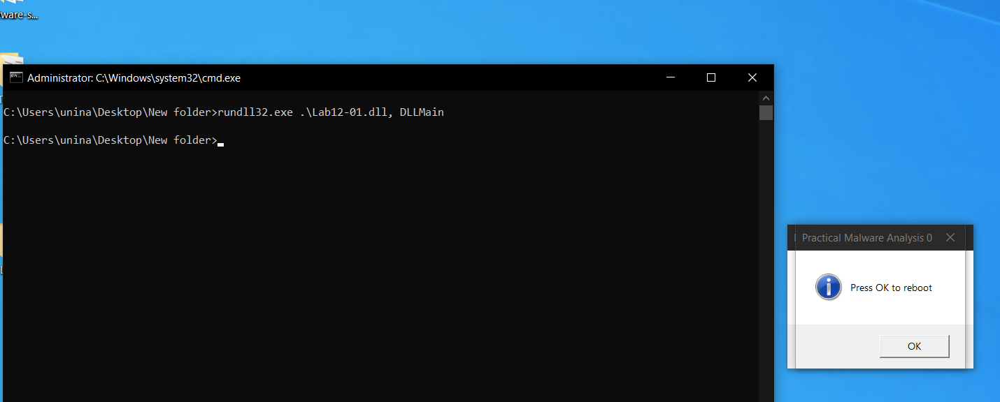 tware-s...
Administrator: C:\Windows\system32\cmd.exe
C:\Users\unina\Desktop\New folder>rundll32.exe .\Lab12-01.dll, DLLMain
C:\Users\unina\Desktop\New folder>
Practical Malware Analysis 0
Press OK to reboot
OK